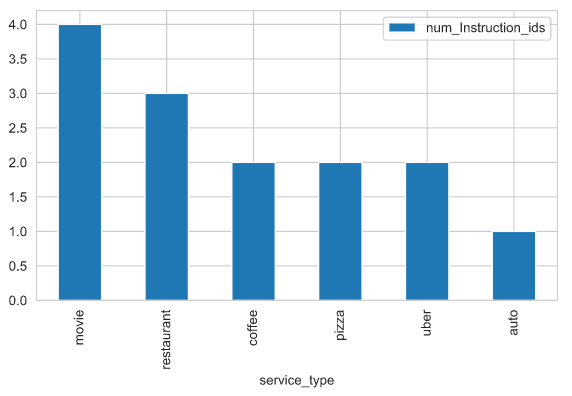 4.0
num_Instruction_ids
3.5
3.0
2.5
2.0
1.5
1.0
0.5
0.0
movie
restaurant
coffee
pizza
uber
auto
service_type